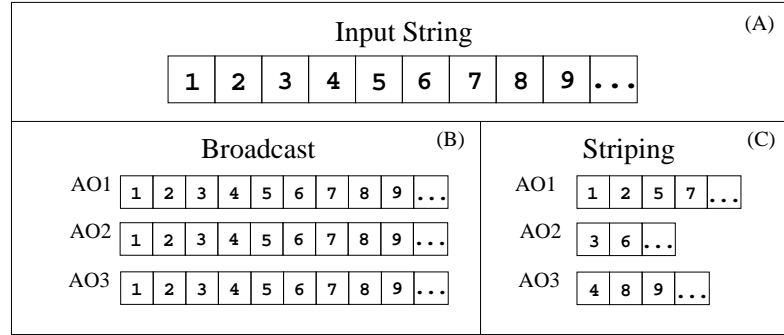 (A)
Input String
1 2 3 4 5 6 7 8 9 ...
(B)
Broadcast
AO1 1 2 3 4 5 6 7 8 9 ...
AO2 1 2 3 4 5 6 7 8 9 ...
AO3 1 2 3 4 5 6 7 8 9 ...
(C)
Striping
AO1 1 2 5 7 ...
AO2 3 6 ...
AO3 4 8 9 ...